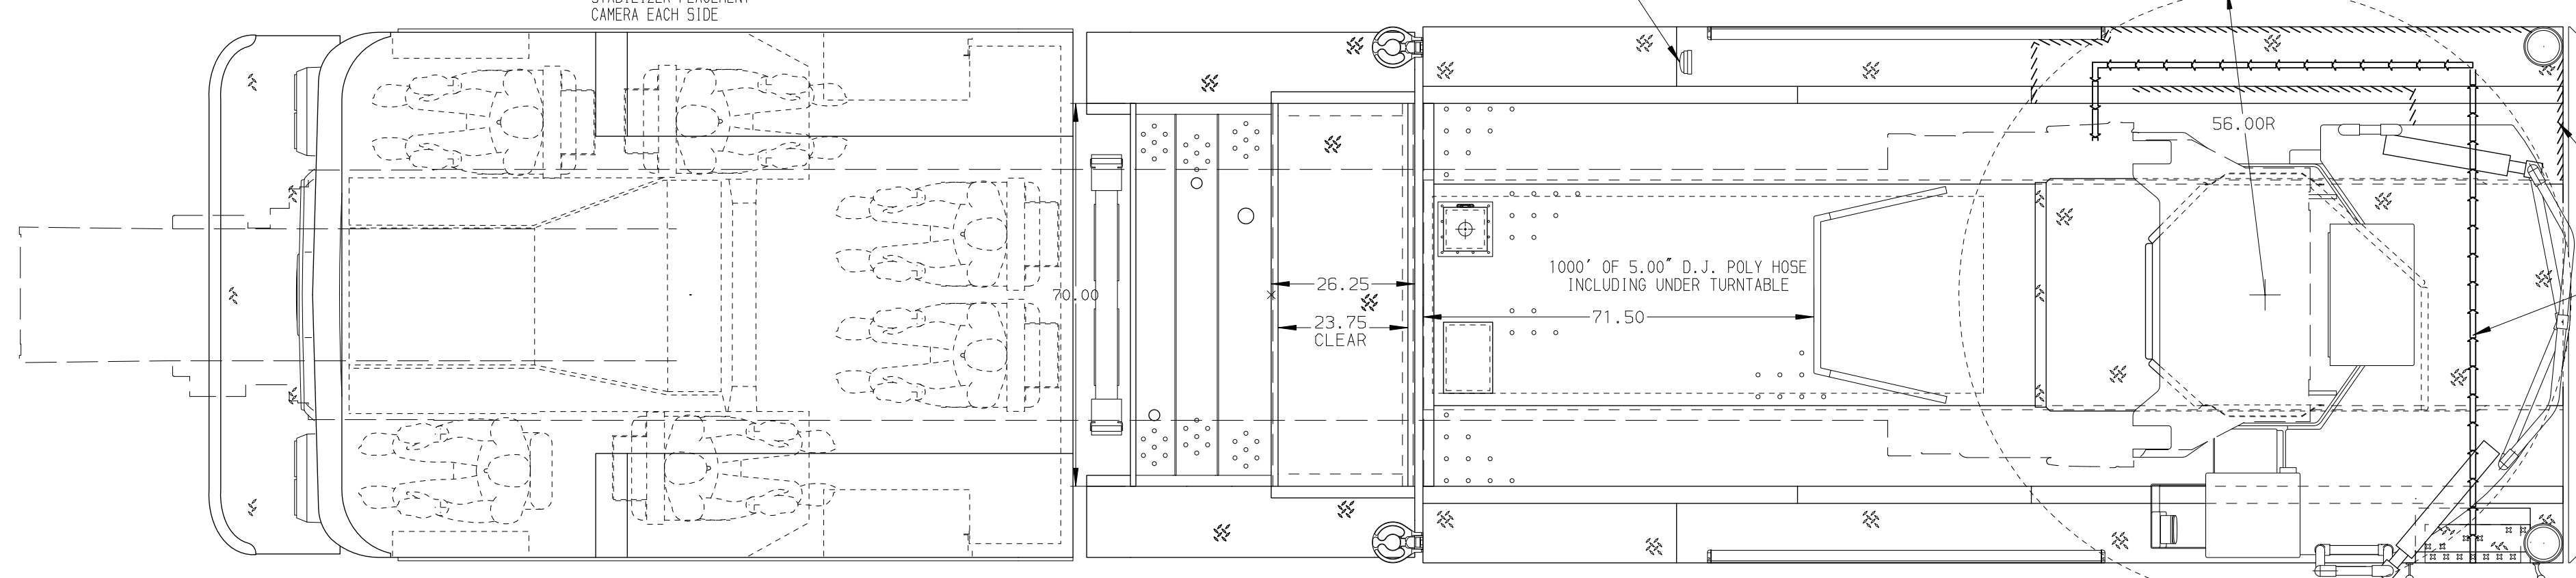 STABILIZER PLACEMENT
CAMERA EACH SIDE
56.00R
1000' OF 5.00" D.J. POLY HOSE
INCLUDING UNDER TURNTABLE
70.00
26.25
23.75
CLEAR
71.50